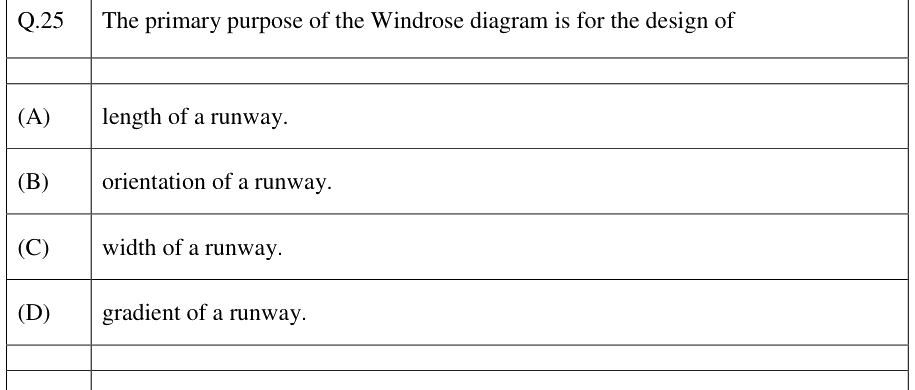 Q.25 The primary purpose of the Windrose diagram is for the design of
(A) length of a runway.
(B) orientation of a runway.
(C) width of a runway.
(D) gradient of a runway.